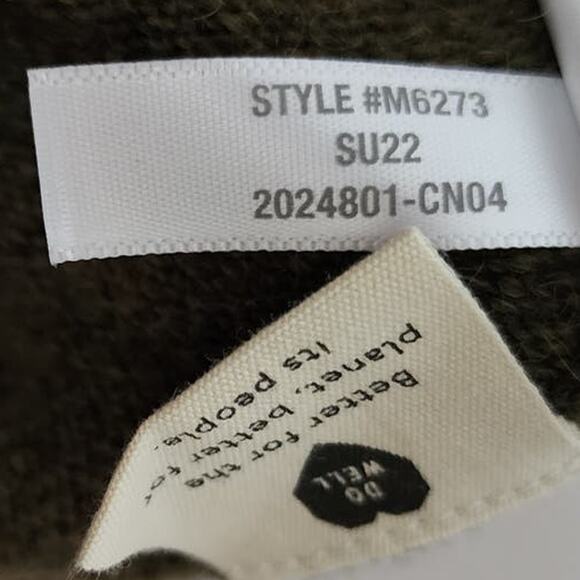 STYLE #M6273
SU22
2024801-CN04
DO
WELL
Better for the
planet, better for
its people.